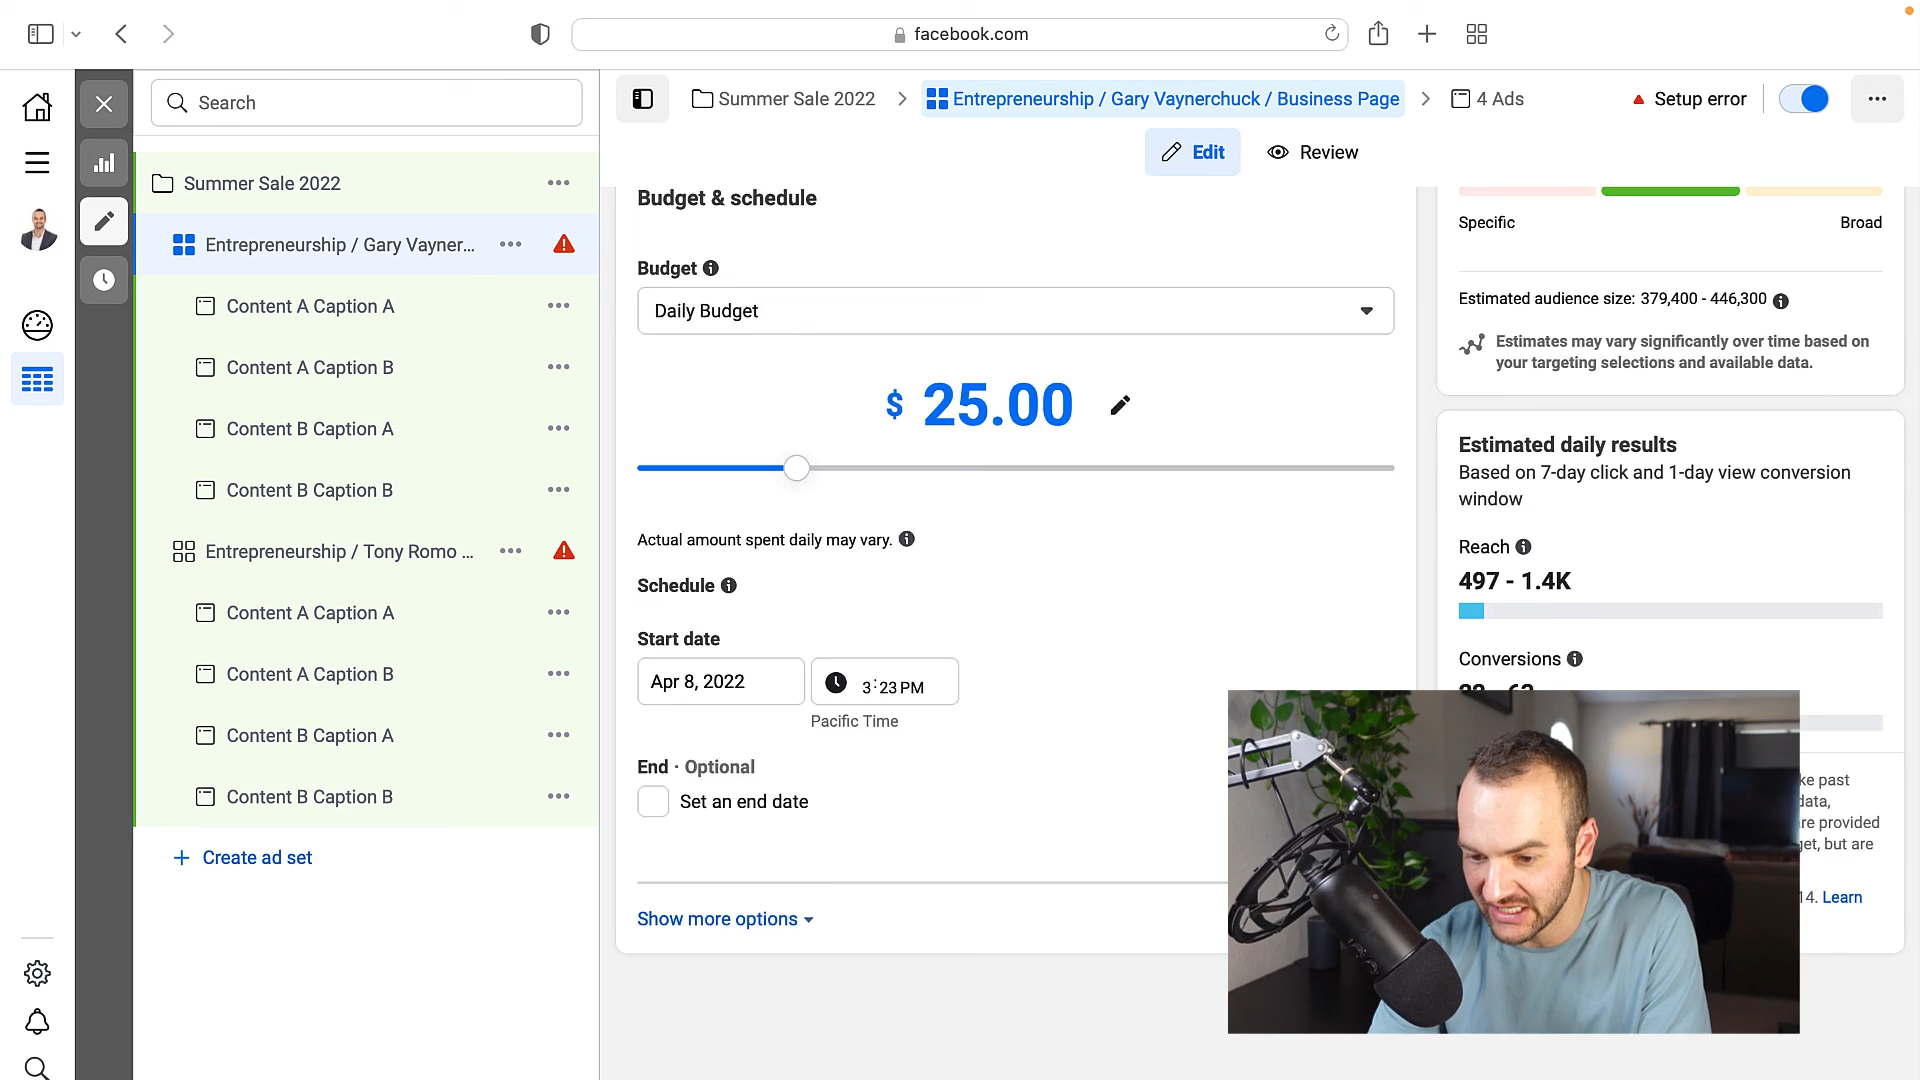 facebook.com
Search
Summer Sale 2022
Entrepreneurship / Gary Vayner...
Content A Caption A
Content A Caption B
Content B Caption A
Content B Caption B
Entrepreneurship / Tony Romo ...
Content A Caption A
Content A Caption B
Content B Caption A
Content B Caption B
+ Create ad set
Summer Sale 2022 > Entrepreneurship / Gary Vaynerchuck / Business Page > 4 Ads
Setup error
Edit
Review
Budget & schedule
Budget
Daily Budget
$ 25.00
Actual amount spent daily may vary.
Schedule
Start date
Apr 8, 2022
3:23 PM
Pacific Time
End · Optional
Set an end date
Show more options
Specific
Broad
Estimated audience size: 379,400 - 446,300
Estimates may vary significantly over time based on
your targeting selections and available data.
Estimated daily results
Based on 7-day click and 1-day view conversion
window
Reach
497 - 1.4K
Conversions
ke past
data,
re provided
get, but are
14. Learn